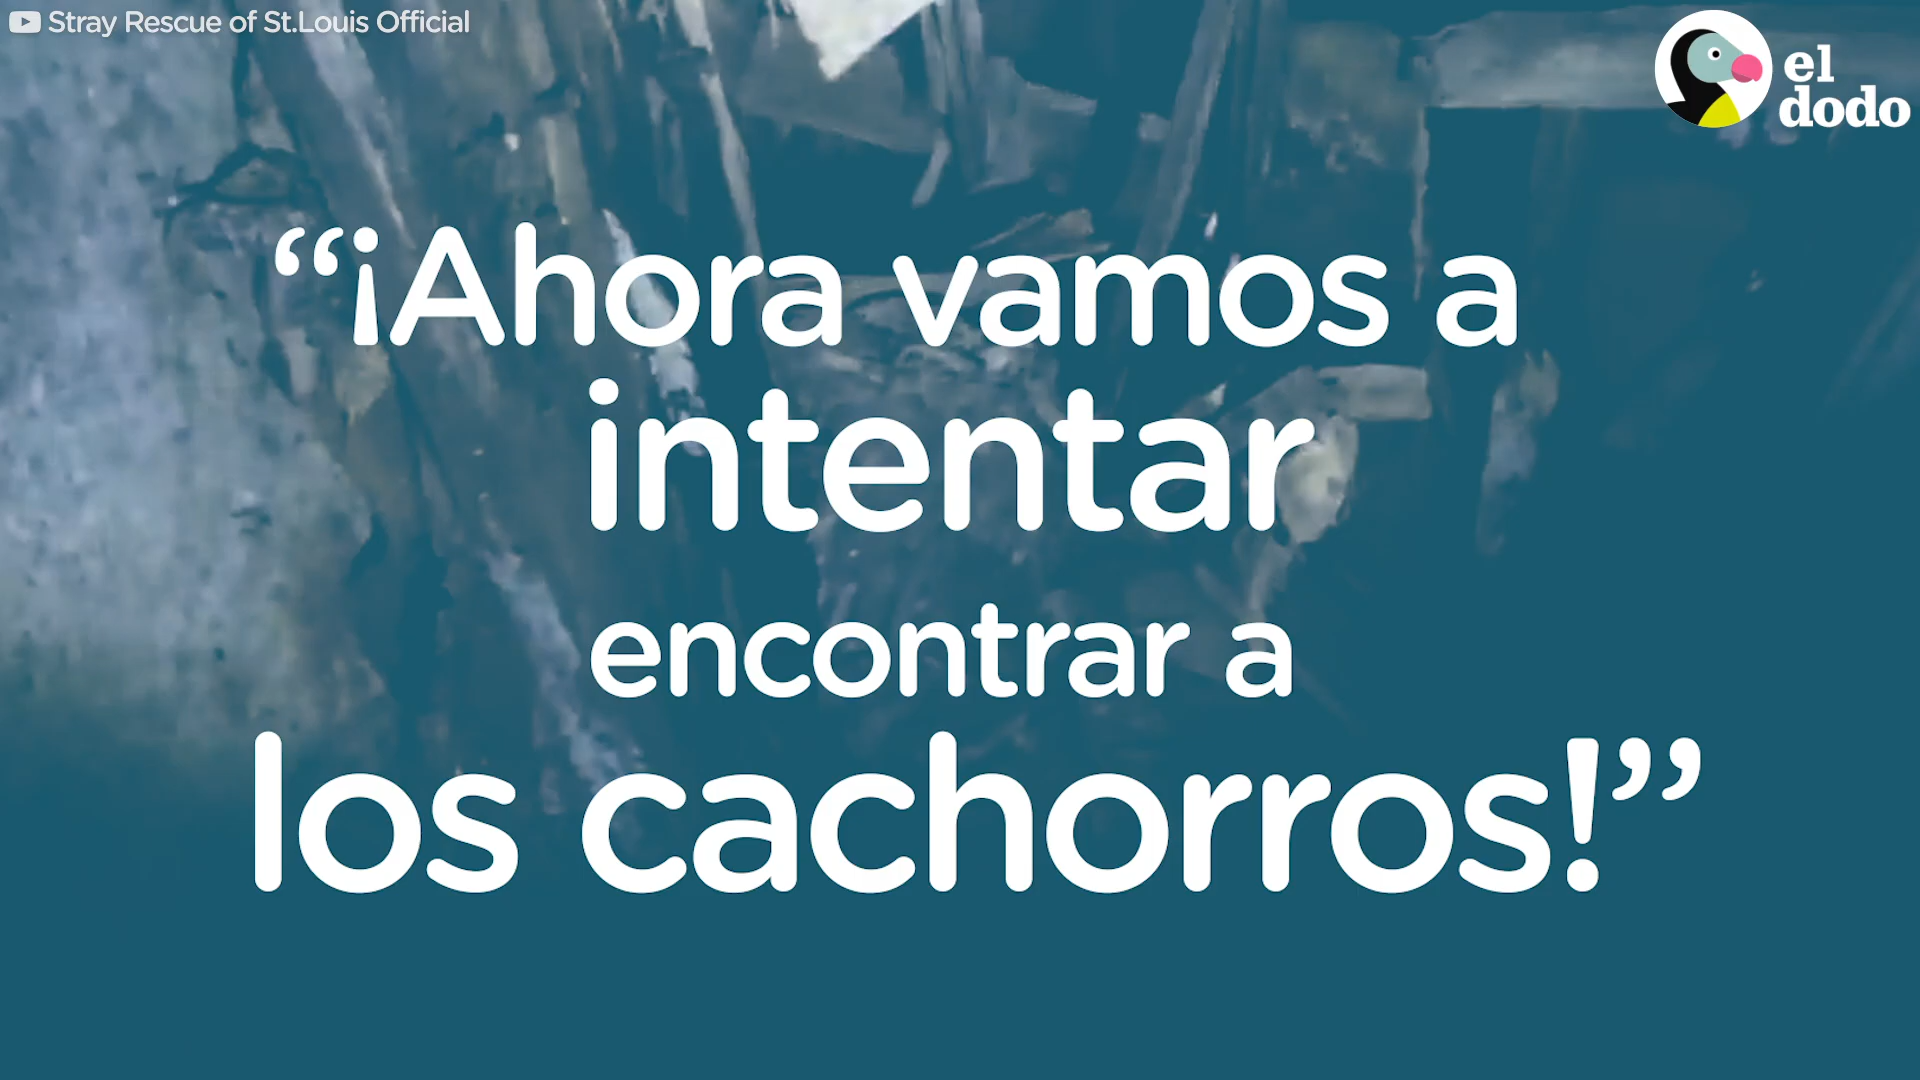 Stray Rescue of St.Louis Official
el
dodo
“¡Ahora vamos a
intentar
encontrar a
los cachorros!”